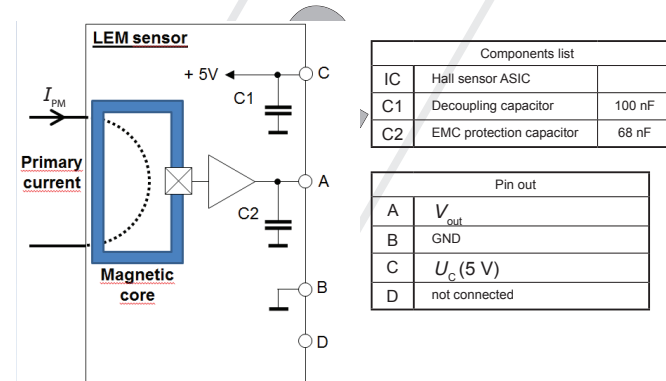 LEM sensor
+ 5V
C
C1
I PM
Primary
current
A
C2
Magnetic
core
B
D
Components list
IC Hall sensor ASIC
C1 Decoupling capacitor 100 nF
C2 EMC protection capacitor 68 nF
Pin out
A V out
B GND
C U C (5 V)
D not connected